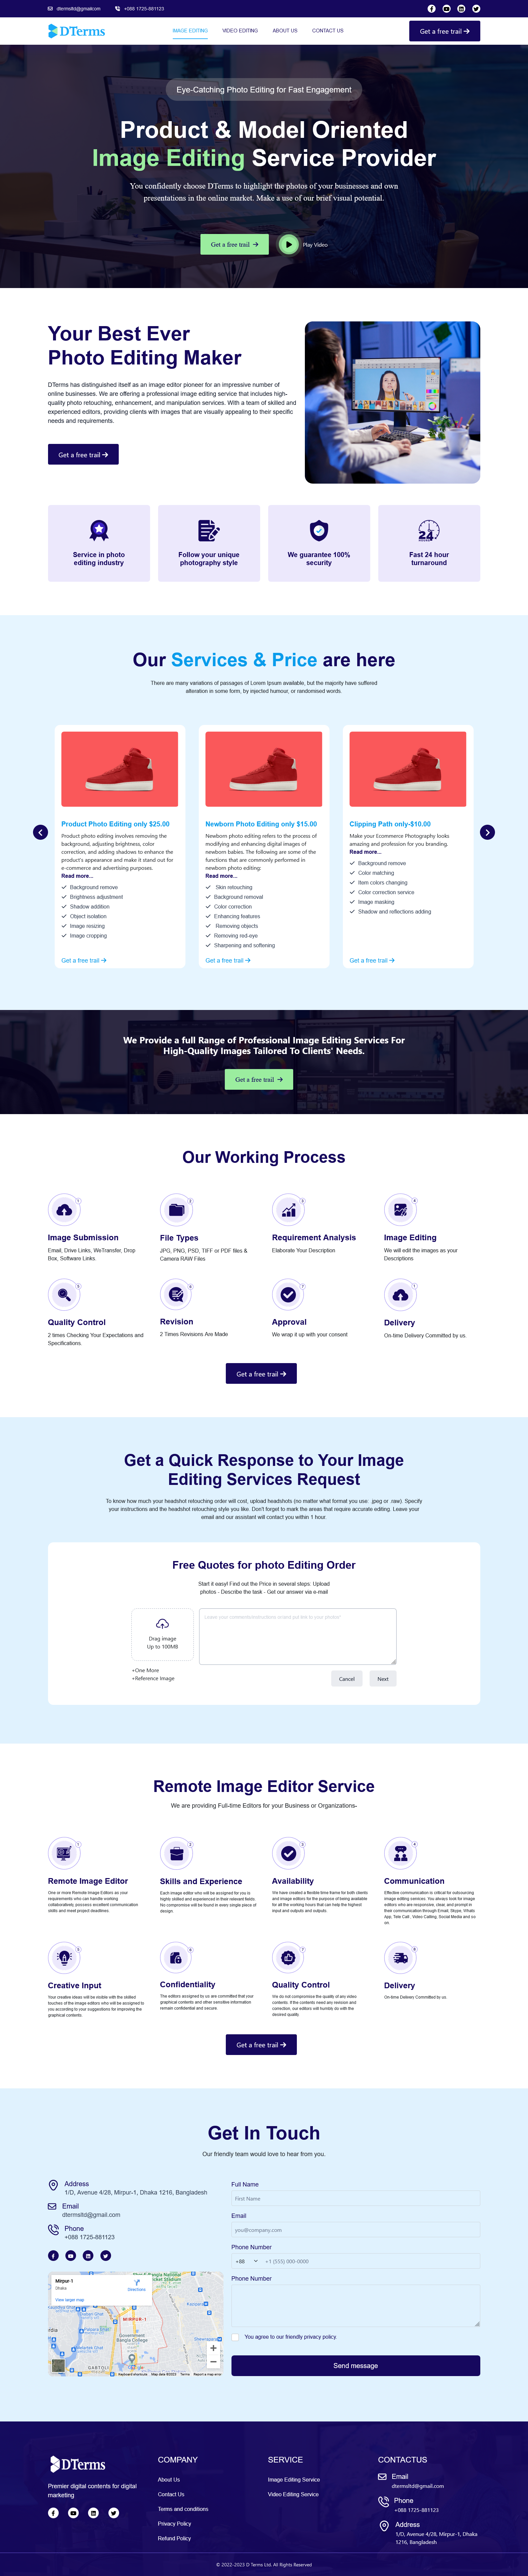 dtermsltd@gmailcom
+088 1725-881123
DTerms
IMAGE EDITING
VIDEO EDITING
ABOUT US
CONTACT US
Get a free trail
Eye-Catching Photo Editing for Fast Engagement
Product & Model Oriented
Image Editing Service Provider
You confidently choose DTerms to highlight the photos of your businesses and own
presentations in the online market. Make a use of our brief visual potential.
Get a free trail
Play Video
Your Best Ever
Photo Editing Maker
DTerms has distinguished itself as an image editor pioneer for an impressive number of
online businesses. We are offering a professional image editing service that includes high-
quality photo retouching, enhancement, and manipulation services. With a team of skilled and
experienced editors, providing clients with images that are visually appealing to their specific
needs and requirements.
Get a free trail
Service in photo
editing industry
Follow your unique
photography style
We guarantee 100%
security
24
Fast 24 hour
turnaround
Our Services & Price are here
There are many variations of passages of Lorem Ipsum available, but the majority have suffered
alteration in some form, by injected humour, or randomised words.
Product Photo Editing only $25.00
Product photo editing involves removing the
background, adjusting brightness, color
correction, and adding shadows to enhance the
product's appearance and make it stand out for
e-commerce and advertising purposes.
Read more...
Background remove
Brightness adjustment
Shadow addition
Object isolation
Image resizing
Image cropping
Get a free trail
Newborn Photo Editing only $15.00
Newborn photo editing refers to the process of
modifying and enhancing digital images of
newborn babies. The following are some of the
functions that are commonly performed in
newborn photo editing:
Read more...
Skin retouching
Background removal
Color correction
Enhancing features
Removing objects
Removing red-eye
Sharpening and softening
Get a free trail
Clipping Path only-$10.00
Make your Ecommerce Photography looks
amazing and profession for you branding.
Read more...
Background remove
Color matching
Item colors changing
Color correction service
Image masking
Shadow and reflections adding
Get a free trail
We Provide a full Range of Professional Image Editing Services For
High-Quality Images Tailored To Clients' Needs.
Get a free trail
Our Working Process
Image Submission
Email, Drive Links, WeTransfer, Drop
Box, Software Links.
File Types
JPG, PNG, PSD, TIFF or PDF files &
Camera RAW Files
Requirement Analysis
Elaborate Your Description
Image Editing
We will edit the images as your
Descriptions.
Quality Control
2 times Checking Your Expectations and
Specifications.
Revision
2 Times Revisions Are Made
Approval
We wrap it up with your consent
Delivery
On-time Delivery Committed by us.
Get a free trail
Get a Quick Response to Your Image
Editing Services Request
To know how much your headshot retouching order will cost, upload headshots (no matter what format you use: .jpeg or .raw). Specify
your instructions and the headshot retouching style you like. Don't forget to mark the areas that require accurate editing. Leave your
email and our assistant will contact you within 1 hour.
Free Quotes for photo Editing Order
Start it easy! Find out the Price in several steps. Upload
photos - Describe the task - Get our answer via e-mail
Drag image
Up to 100MB
+One More
+Reference Image
Cancel
Next
Remote Image Editor Service
We are providing Full-time Editors for your Business or Organizations-
Remote Image Editor
One or more Remote Image Editors as your
requirements who can handle working
collaboratively, possess excellent communication
skills and meet project deadlines.
Skills and Experience
Each image editor who will be assigned for you is
highly skilled and experienced in their relevant fields.
No compromise will be found in every single piece of
design.
Availability
We have created a flexible time frame for both clients
and image editors for the purpose of being available
for all the working hours that can help the highest
input and outputs and outputs.
Communication
Effective communication is critical for outsourcing
image editing sevices. You always look for image
editors who are responsive, clear, and prompt in
their communication through Email, Skype, Whats
App, Tele Call , Video Calling, Social Media and so
on
Creative Input
Your creative ideas will be visible with the skilled
touches of the image editors who will be assigned to
you according to your suggestions for improving the
graphical contents.
Confidentiality
The editors assigned by us are committed that your
graphical contents and other sensitive information
remain confidential and secure.
Quality Control
We do not compromise the quality of any video
contents. If the contents need any revision and
correction, our editors will humbly do with the
desired quality.
Delivery
On-time Delivery Committed by us.
Get a free trail
Get In Touch
Our friendly team would love to hear from you.
Address
1/D, Avenue 4/28, Mirpur-1, Dhaka 1216, Bangladesh
Email
dtermsltd@gmail.com
Phone
+088 1725-881123
Mirpur-1
Dhaka
Directions
View larger map
MIRPUR-1
Government
Bangla College
GABTOLI
Keyboard shortcuts
Map data ©2023
Terms
Report a map error
Full Name
First Name
Email
you@company.com
Phone Number
+88
+1 (555) 000-0000
Phone Number
You agree to our friendly privacy policy.
Send message
DTerms
Premier digital contents for digital
marketing
COMPANY
About Us
Contact Us
Terms and conditions
Privacy Policy
Refund Policy
SERVICE
Image Editing Service
Video Editing Service
CONTACTUS
Email
dtermsltd@gmail.com
Phone
+088 1725-881123
Address
1/D, Avenue 4/28, Mirpur-1, Dhaka
1216, Bangladesh
© 2022-2023 D Terms Ltd. All Rights Reserved